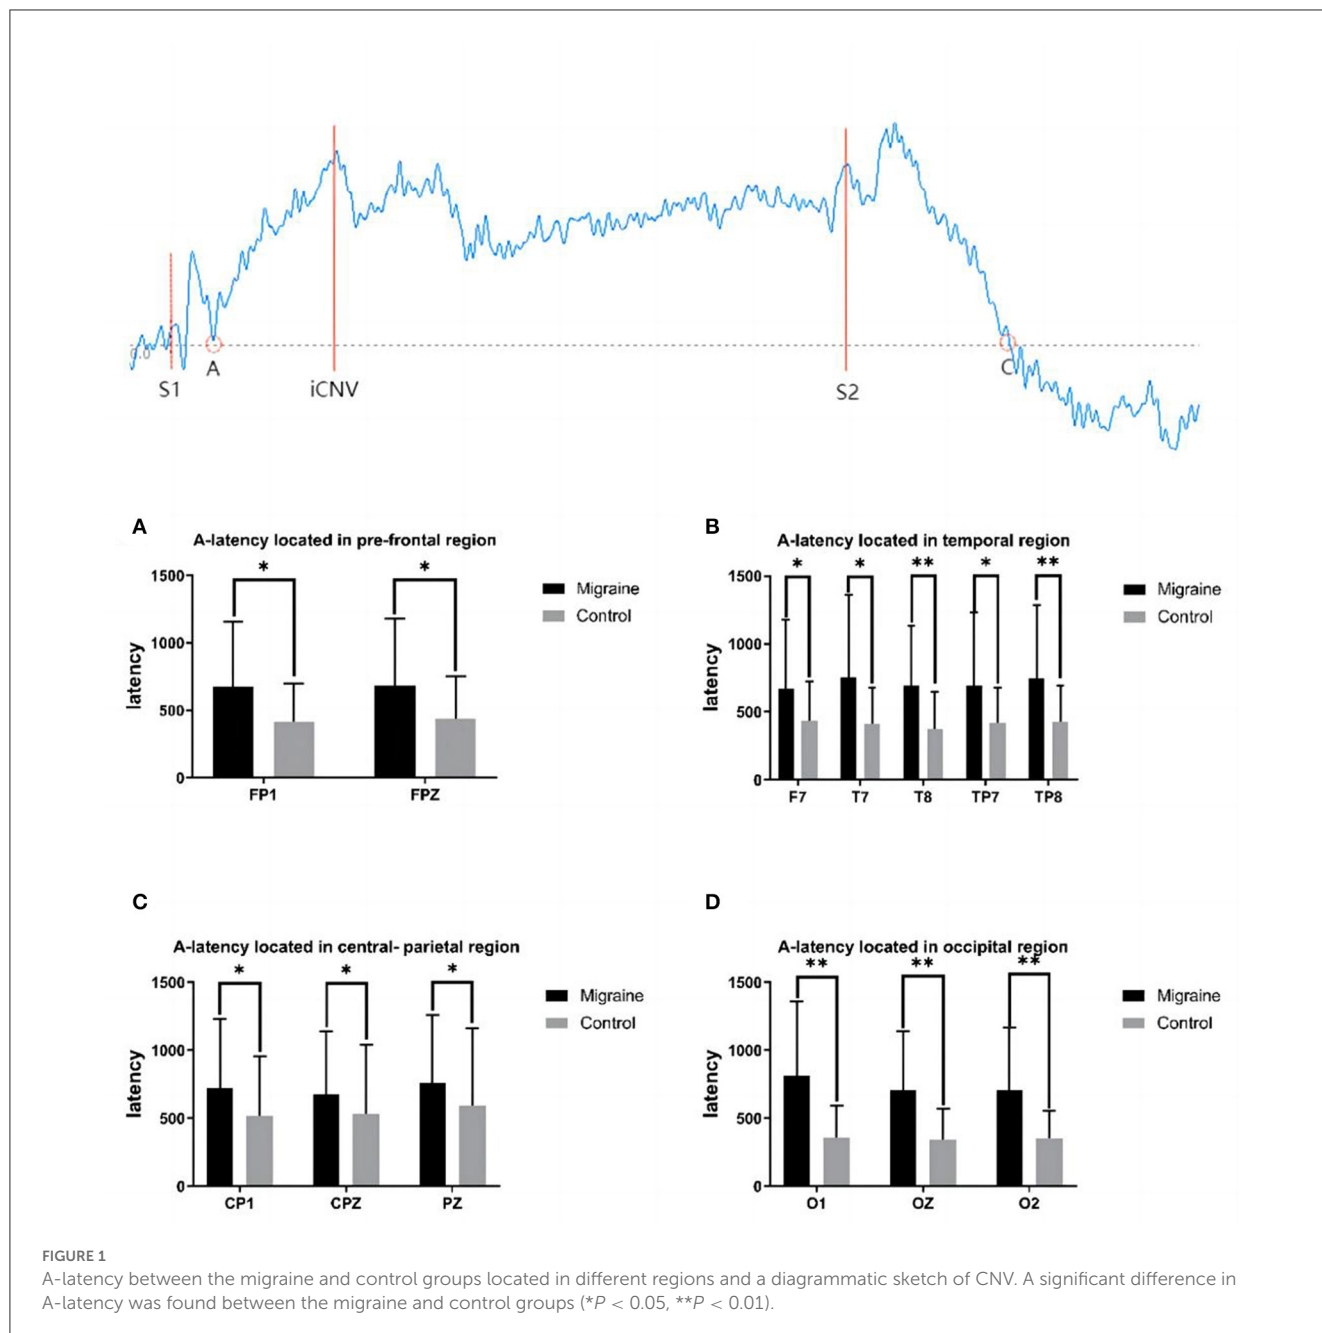 0.0
S1
A
iCNV
S2
C
A
A-latency located in pre-frontal region
* *
1500
1000
500
0
latency
Migraine
Control
FP1 FPZ
B
A-latency located in temporal region
* * ** * **
1500
1000
500
0
latency
Migraine
Control
F7 T7 T8 TP7 TP8
C
A-latency located in central- parietal region
* * *
1500
1000
500
0
latency
Migraine
Control
CP1 CPZ PZ
D
A-latency located in occipital region
** ** **
1500
1000
500
0
latency
Migraine
Control
O1 OZ O2
FIGURE 1
A-latency between the migraine and control groups located in different regions and a diagrammatic sketch of CNV. A significant difference in
A-latency was found between the migraine and control groups (*P < 0.05, **P < 0.01).